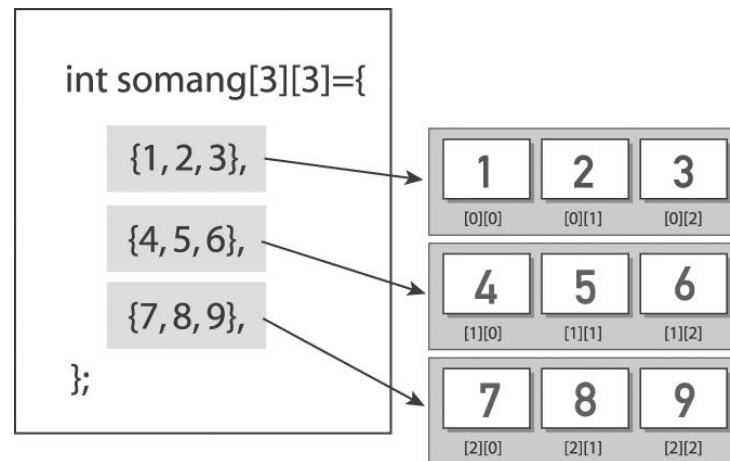 int somang[3][3]={
{1, 2, 3},
{4, 5, 6},
{7, 8, 9},
};
1 2 3
[0][0] [0][1] [0][2]
4 5 6
[1][0] [1][1] [1][2]
7 8 9
[2][0] [2][1] [2][2]